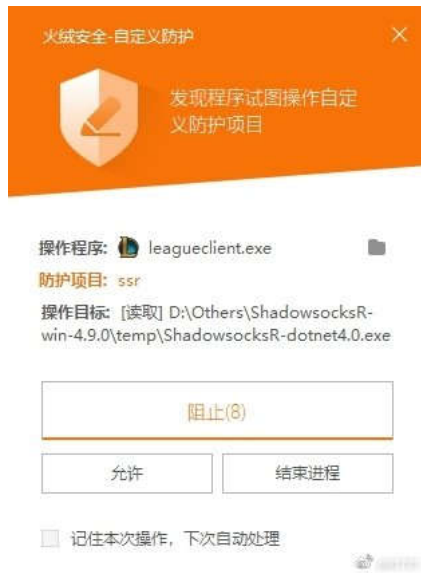 火绒安全-自定义防护
发现程序试图操作自定
义防护项目
操作程序: leagueclient.exe
防护项目: ssr
操作目标: [读取] D:\Others\ShadowsocksR-
win-4.9.0\temp\ShadowsocksR-dotnet4.0.exe
阻止(8)
允许
结束进程
记住本次操作，下次自动处理